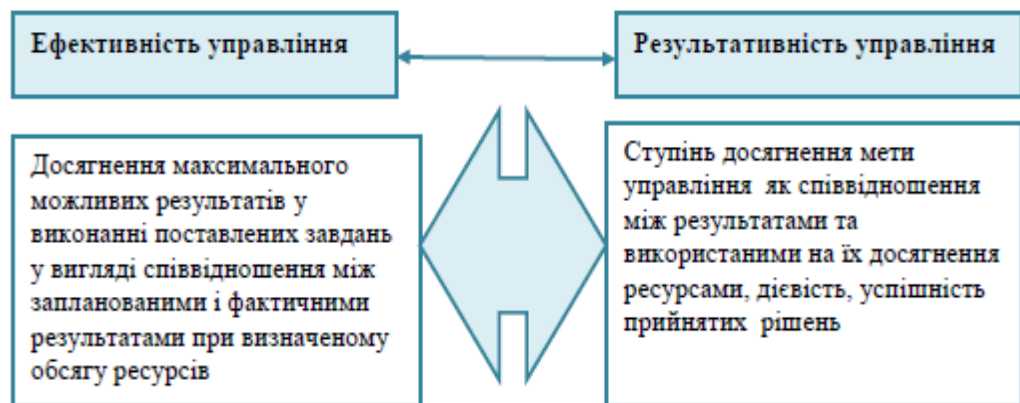 Ефективність управління
Результативність управління
Досягнення максимального
можливих результатів у
виконанні поставлених завдань
у вигляді співвідношення між
запланованими і фактичними
результатами при визначеному
обсягу ресурсів
Ступінь досягнення мети
управління як співвідношення
між результатами та
використаними на їх досягнення
ресурсами, дієвість, успішність
прийнятих рішень